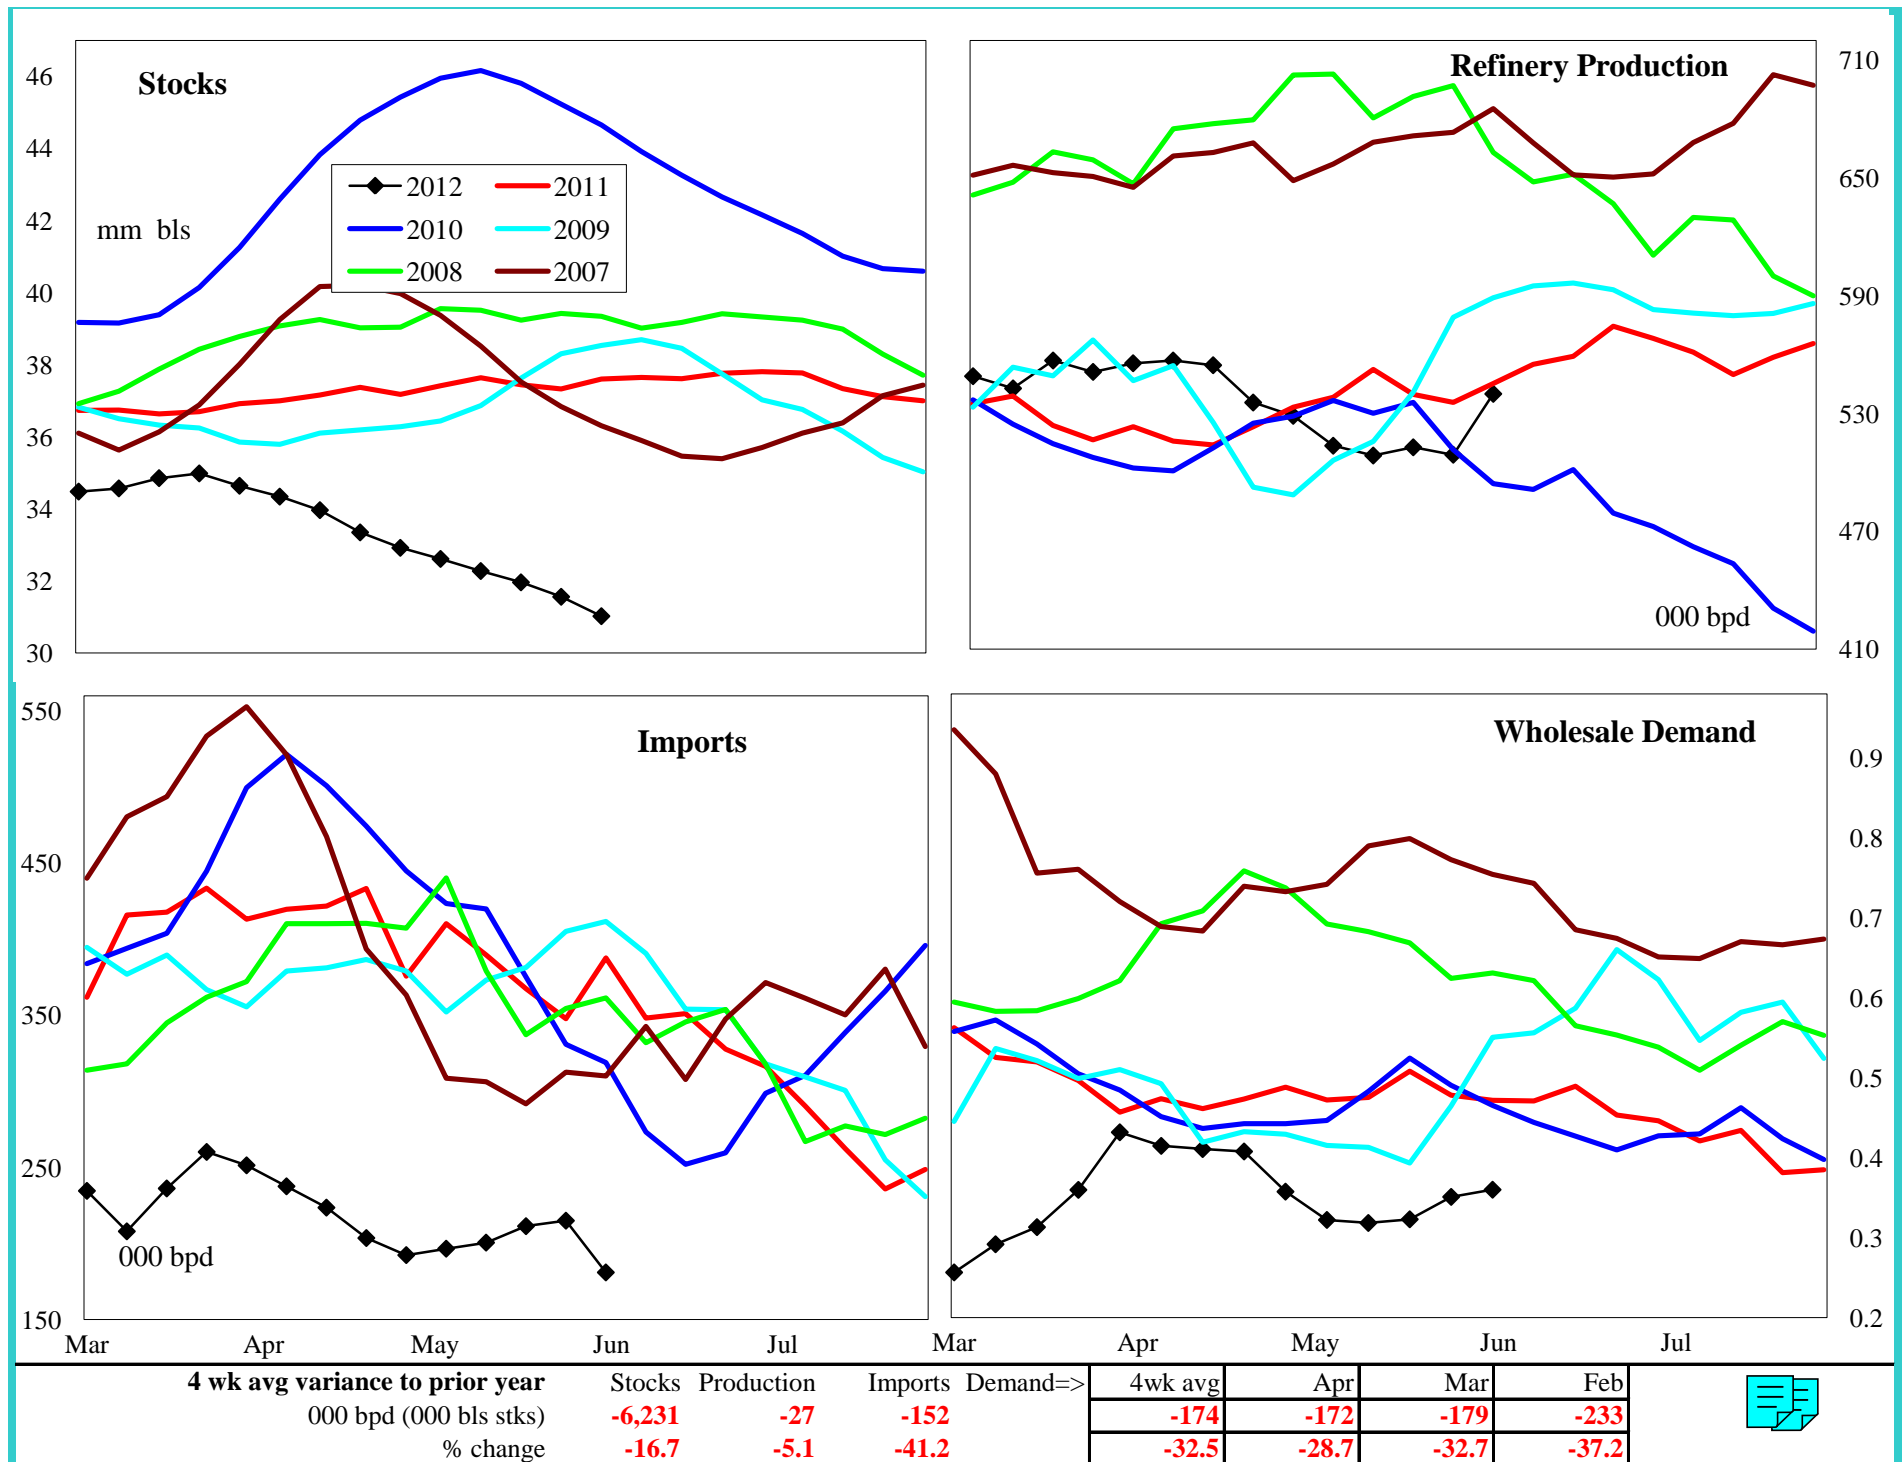 Stocks
46
44
42
40
38
36
34
32
30
mm bls
2012 2011
2010 2009
2008 2007
Refinery Production
710
650
590
530
470
410
000 bpd
Imports
550
450
350
250
150
000 bpd
Mar Apr May Jun Jul
Wholesale Demand
0.9
0.8
0.7
0.6
0.5
0.4
0.3
0.2
Mar Apr May Jun Jul
4 wk avg variance to prior year Stocks Production Imports Demand=> 4wk avg Apr Mar Feb
000 bpd (000 bls stks) -6,231 -27 -152 -174 -172 -179 -233
% change -16.7 -5.1 -41.2 -32.5 -28.7 -32.7 -37.2